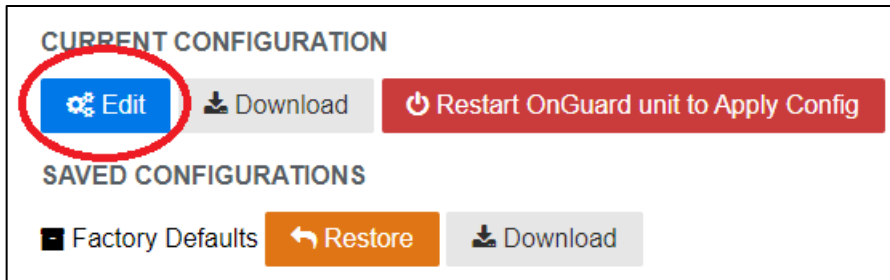 CURRENT CONFIGURATION
Edit Download Restart OnGuard unit to Apply Config
SAVED CONFIGURATIONS
Factory Defaults Restore Download